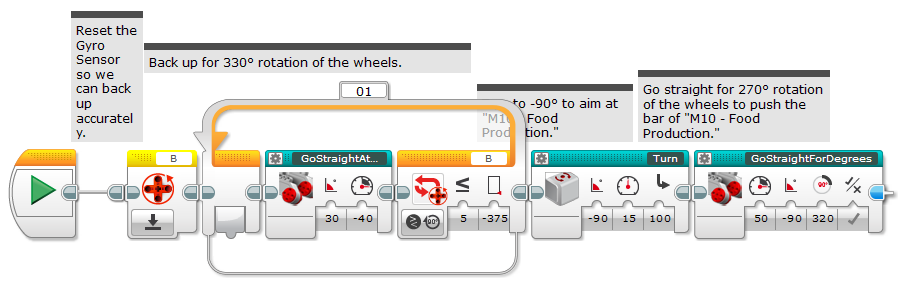 Reset the
Gyro
Sensor
so we
can back
up
accuratel
y.
Back up for 330° rotation of the wheels.
01
to -90° to aim at
"M10 - Food
Production."
Go straight for 270° rotation
of the wheels to push the
bar of "M10 - Food
Production."
B
GoStraightAt...
B
Turn
GoStraightForDegrees
≤
90°
30 -40
90°
5 -375
-90 15 100
50 -90 320